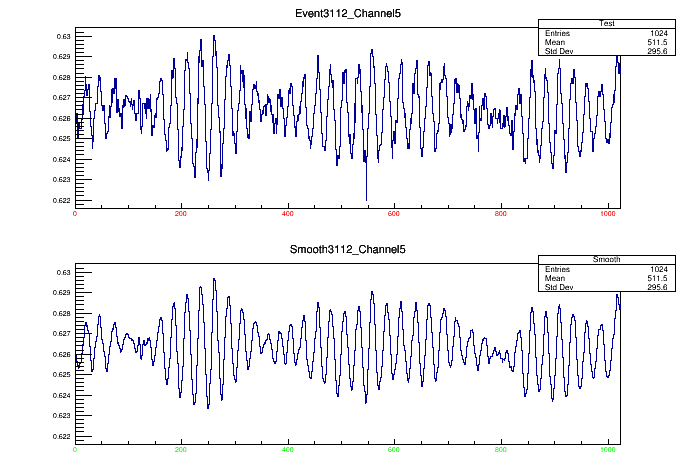 Event3112_Channel5
Test
Entries 1024
Mean 511.5
Std Dev 295.6
0.63
0.629
0.628
0.627
0.626
0.625
0.624
0.623
0.622
0 200 400 600 800 1000
Smooth3112_Channel5
Smooth
Entries 1024
Mean 511.5
Std Dev 295.6
0.63
0.629
0.628
0.627
0.626
0.625
0.624
0.623
0.622
0 200 400 600 800 1000